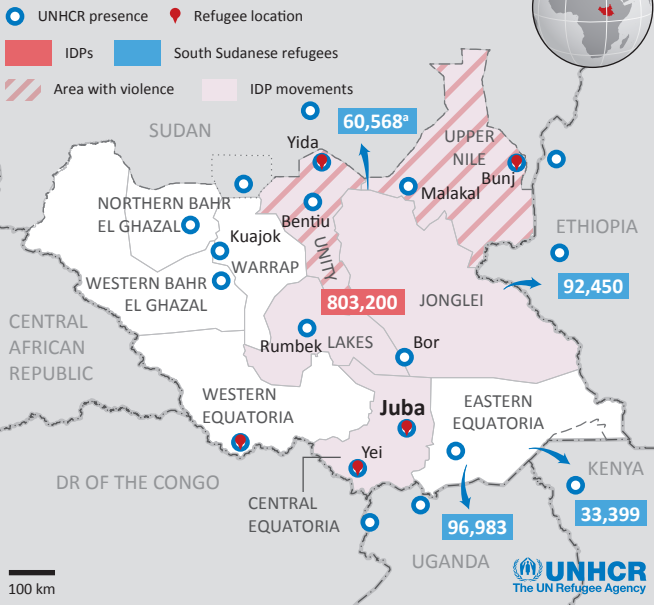 UNHCR presence
Refugee location
IDPs
South Sudanese refugees
Area with violence
IDP movements
SUDAN
60,568ᵃ
Yida
UPPER
NILE
Bunj
Malakal
NORTHERN BAHR
EL GHAZAL
Bentiu
ETHIOPIA
Kuajok
UNITY
WARRAP
WESTERN BAHR
EL GHAZAL
92,450
803,200
JONGLEI
CENTRAL
AFRICAN
REPUBLIC
Rumbek
LAKES
Bor
WESTERN
EQUATORIA
Juba
EASTERN
EQUATORIA
Yei
KENYA
DR OF THE CONGO
CENTRAL
EQUATORIA
33,399
96,983
UGANDA
UNHCR
The UN Refugee Agency
100 km